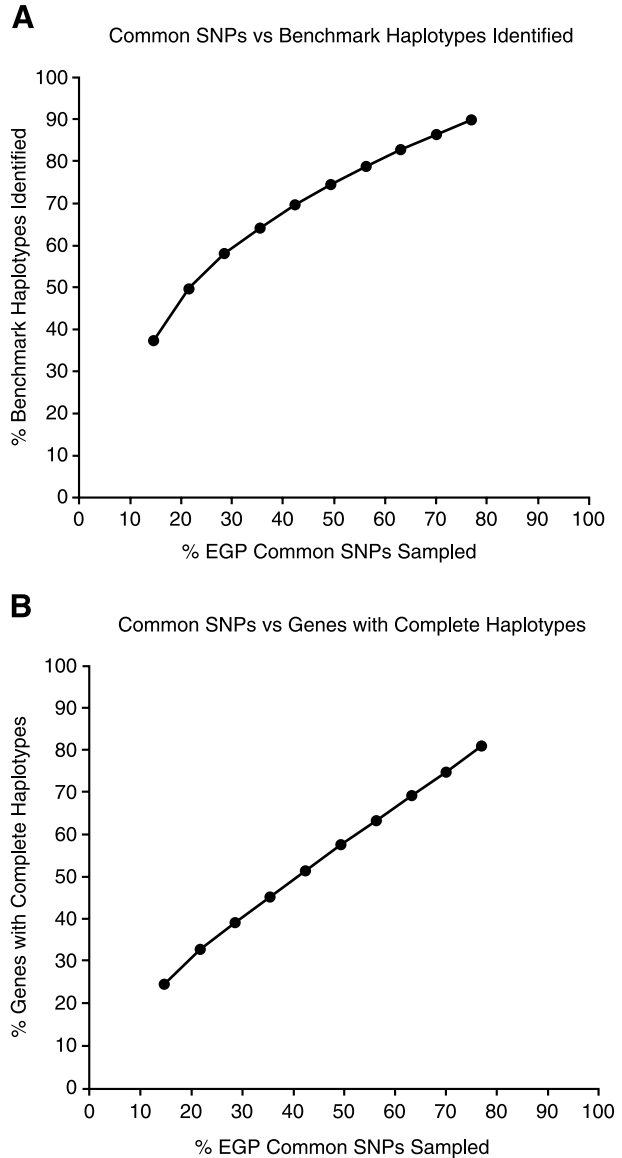 A
Common SNPs vs Benchmark Haplotypes Identified
% Benchmark Haplotypes Identified
100
90
80
70
60
50
40
30
20
10
0
0 10 20 30 40 50 60 70 80 90 100
% EGP Common SNPs Sampled
B
Common SNPs vs Genes with Complete Haplotypes
% Genes with Complete Haplotypes
100
90
80
70
60
50
40
30
20
10
0
0 10 20 30 40 50 60 70 80 90 100
% EGP Common SNPs Sampled